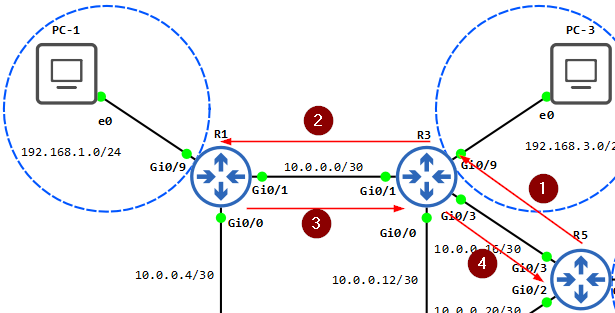 PC-1
PC-3
e0
e0
192.168.1.0/24
192.168.3.0/2
2
R1
R3
Gi0/9
10.0.0.0/30
Gi0/9
Gi0/1
Gi0/1
1
3
Gi0/0
Gi0/3
Gi0/0
R5
10.0.0.16/30
4
10.0.0.4/30
10.0.0.12/30
Gi0/3
Gi0/2
10.0.0.20/30